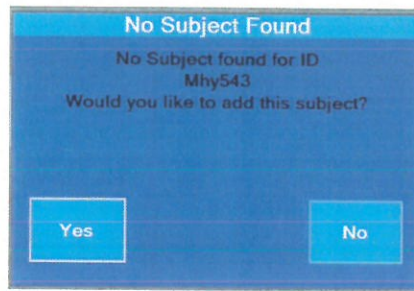 No Subject Found
No Subject found for ID
Mhy543
Would you like to add this subject?
Yes
No